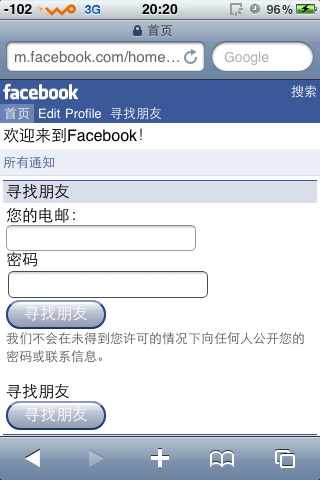 -102 3G 20:20 96%
首页
m.facebook.com/home... Google
facebook 搜索
首页 Edit Profile 寻找朋友
欢迎来到Facebook！
所有通知
寻找朋友
您的电邮：
密码
寻找朋友
我们不会在未得到您许可的情况下向任何人公开您的
密码或联系信息。
寻找朋友
寻找朋友